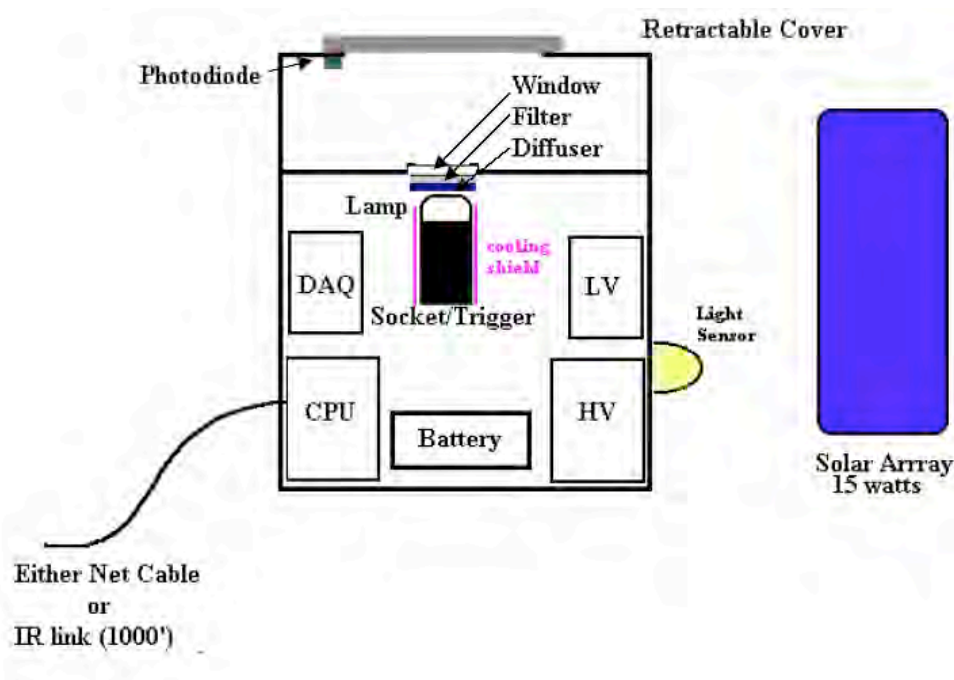 Retractable Cover
Photodiode
Window
Filter
Diffuser
Lamp
cooling
shield
DAQ
LV
Socket/Trigger
Light
Sensor
CPU
HV
Battery
Solar Arrray
15 watts
Either Net Cable
or
IR link (1000')